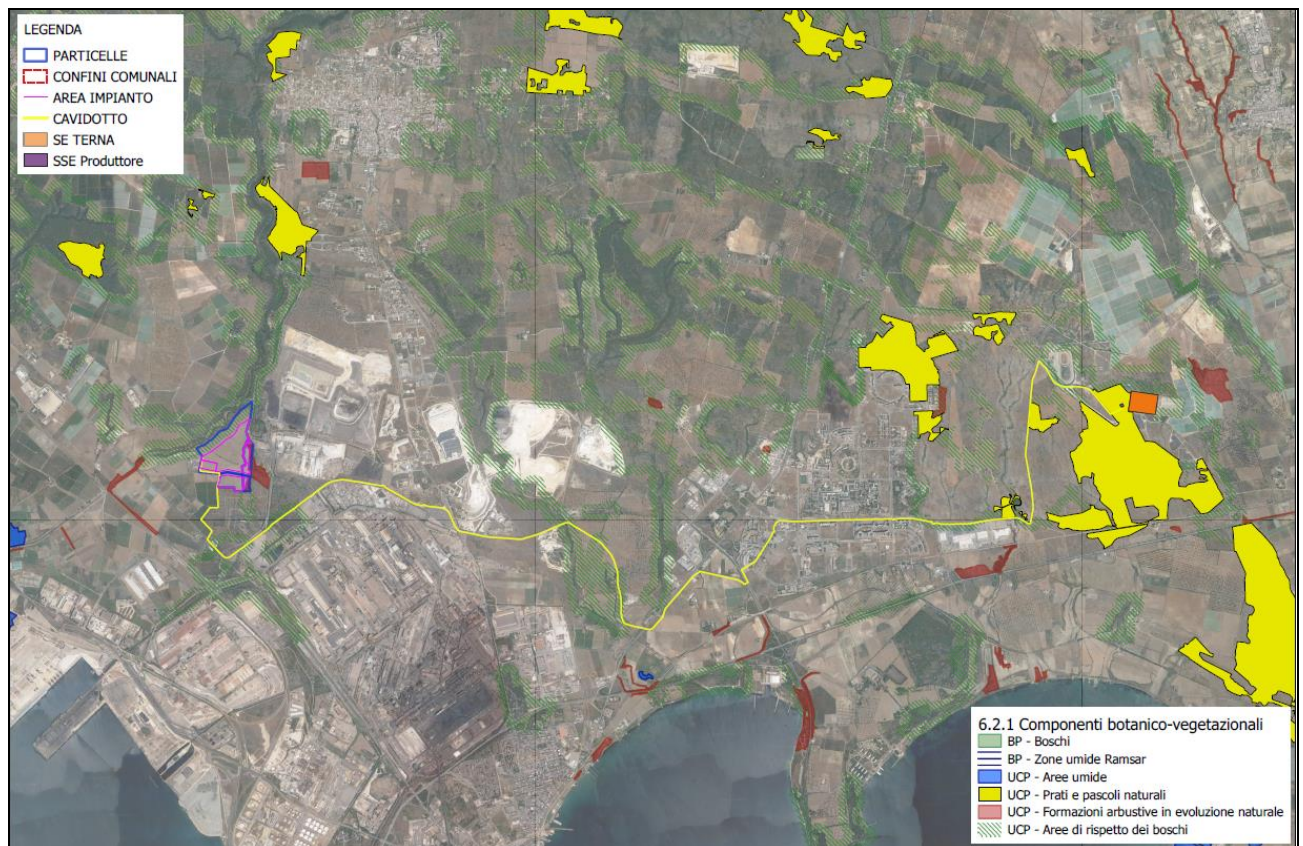 LEGENDA
PARTICELLE
CONFINI COMUNALI
AREA IMPIANTO
CAVIDOTTO
SE TERNA
SSE Produttore
6.2.1 Componenti botanico-vegetazionali
BP - Boschi
BP - Zone umide Ramsar
UCP - Aree umide
UCP - Prati e pascoli naturali
UCP - Formazioni arbustive in evoluzione naturale
UCP - Aree di rispetto dei boschi